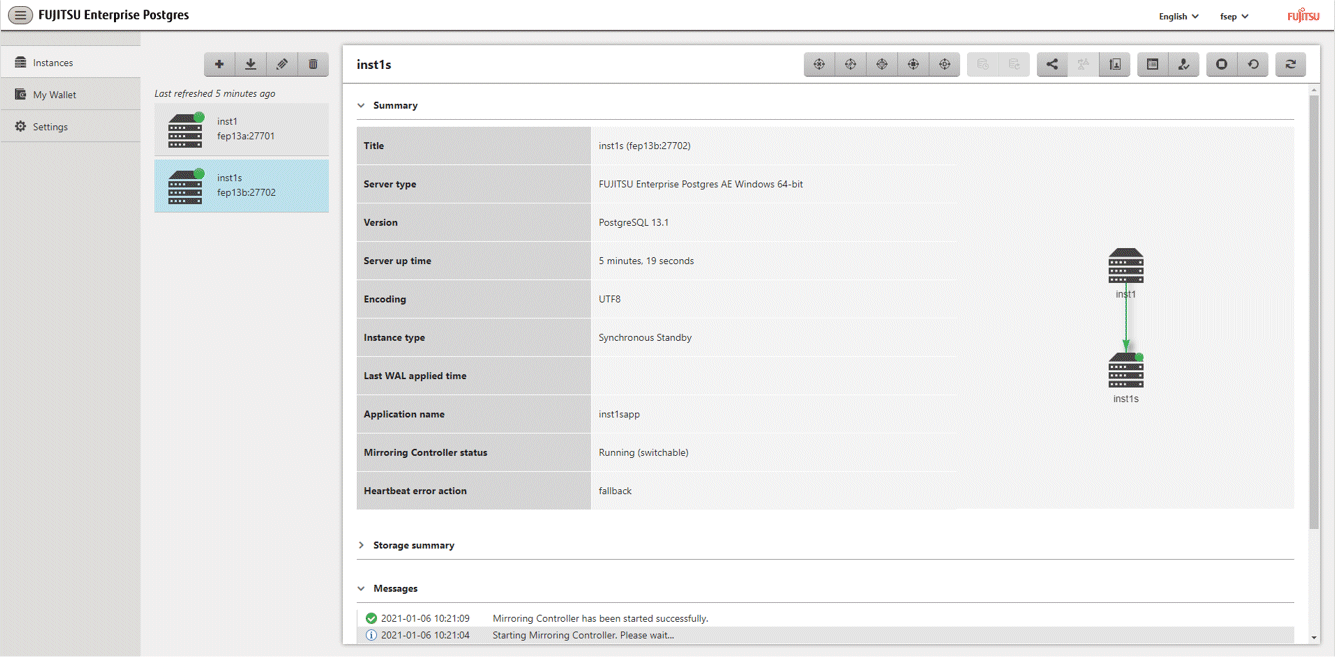 FUJITSU Enterprise Postgres
English
fsep
FUJITSU
Instances
My Wallet
Settings
Last refreshed 5 minutes ago
inst1
fep13a:27701
inst1s
fep13b:27702
inst1s
Summary
Title
inst1s (fep13b:27702)
Server type
FUJITSU Enterprise Postgres AE Windows 64-bit
Version
PostgreSQL 13.1
Server up time
5 minutes, 19 seconds
Encoding
UTF8
Instance type
Synchronous Standby
Last WAL applied time
Application name
inst1sapp
Mirroring Controller status
Running (switchable)
Heartbeat error action
fallback
inst1
inst1s
Storage summary
Messages
2021-01-06 10:21:09 Mirroring Controller has been started successfully.
2021-01-06 10:21:04 Starting Mirroring Controller. Please wait...